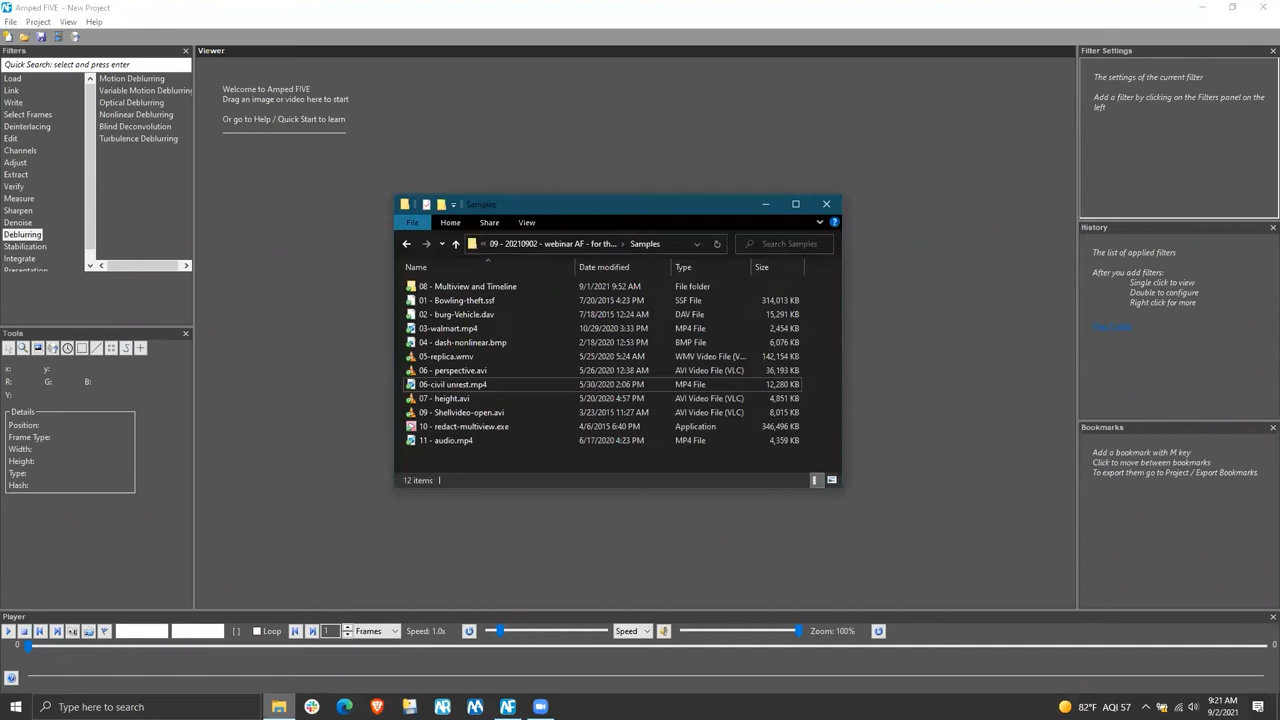 Amped FIVE - New Project
File Project View Help
Filters
Quick Search: select and press enter
Load
Link
Write
Select Frames
Deinterlacing
Edit
Channels
Adjust
Extract
Verify
Measure
Sharpen
Denoise
Deblurring
Stabilization
Integrate
Presentation
Motion Deblurring
Variable Motion Deblurring
Optical Deblurring
Nonlinear Deblurring
Blind Deconvolution
Turbulence Deblurring
Viewer
Welcome to Amped FIVE
Drag an image or video here to start
Or go to Help / Quick Start to learn
Samples
File Home Share View
« 09 - 20210902 - webinar AF - for th... › Samples
Search Samples
Name Date modified Type Size
08 - Multiview and Timeline 9/1/2021 9:52 AM File folder
01 - Bowling-theft.ssf 7/20/2015 4:23 PM SSF File 314,013 KB
02 - burg-Vehicle.dav 7/18/2015 12:24 AM DAV File 15,291 KB
03-walmart.mp4 10/29/2020 3:33 PM MP4 File 2,454 KB
04 - dash-nonlinear.bmp 2/18/2020 12:53 PM BMP File 6,076 KB
05-replica.wmv 5/25/2020 5:24 AM WMV Video File (V... 142,154 KB
06 - perspective.avi 5/26/2020 12:38 AM AVI Video File (VLC) 36,193 KB
06-civil unrest.mp4 5/30/2020 2:06 PM MP4 File 12,280 KB
07 - height.avi 5/20/2020 4:57 PM AVI Video File (VLC) 4,851 KB
09 - Shellvideo-open.avi 3/23/2015 11:27 AM AVI Video File (VLC) 8,015 KB
10 - redact-multiview.exe 4/6/2015 6:40 PM Application 346,496 KB
11 - audio.mp4 6/17/2020 4:23 PM MP4 File 4,359 KB
12 items
Filter Settings
The settings of the current filter
Add a filter by clicking on the Filters panel on the
left
History
The list of applied filters
After you add filters:
Single click to view
Double to configure
Right click for more
Bookmarks
Add a bookmark with M key
Click to move between bookmarks
To export them go to Project / Export Bookmarks
Tools
x: y:
R: G: B:
Y:
Details
Position:
Frame Type:
Width:
Height:
Type:
Hash:
Player
[ ] Loop 1 Frames Speed: 1.0x Speed Zoom: 100%
0 0
Type here to search
82°F AQI 57
9:21 AM
9/2/2021